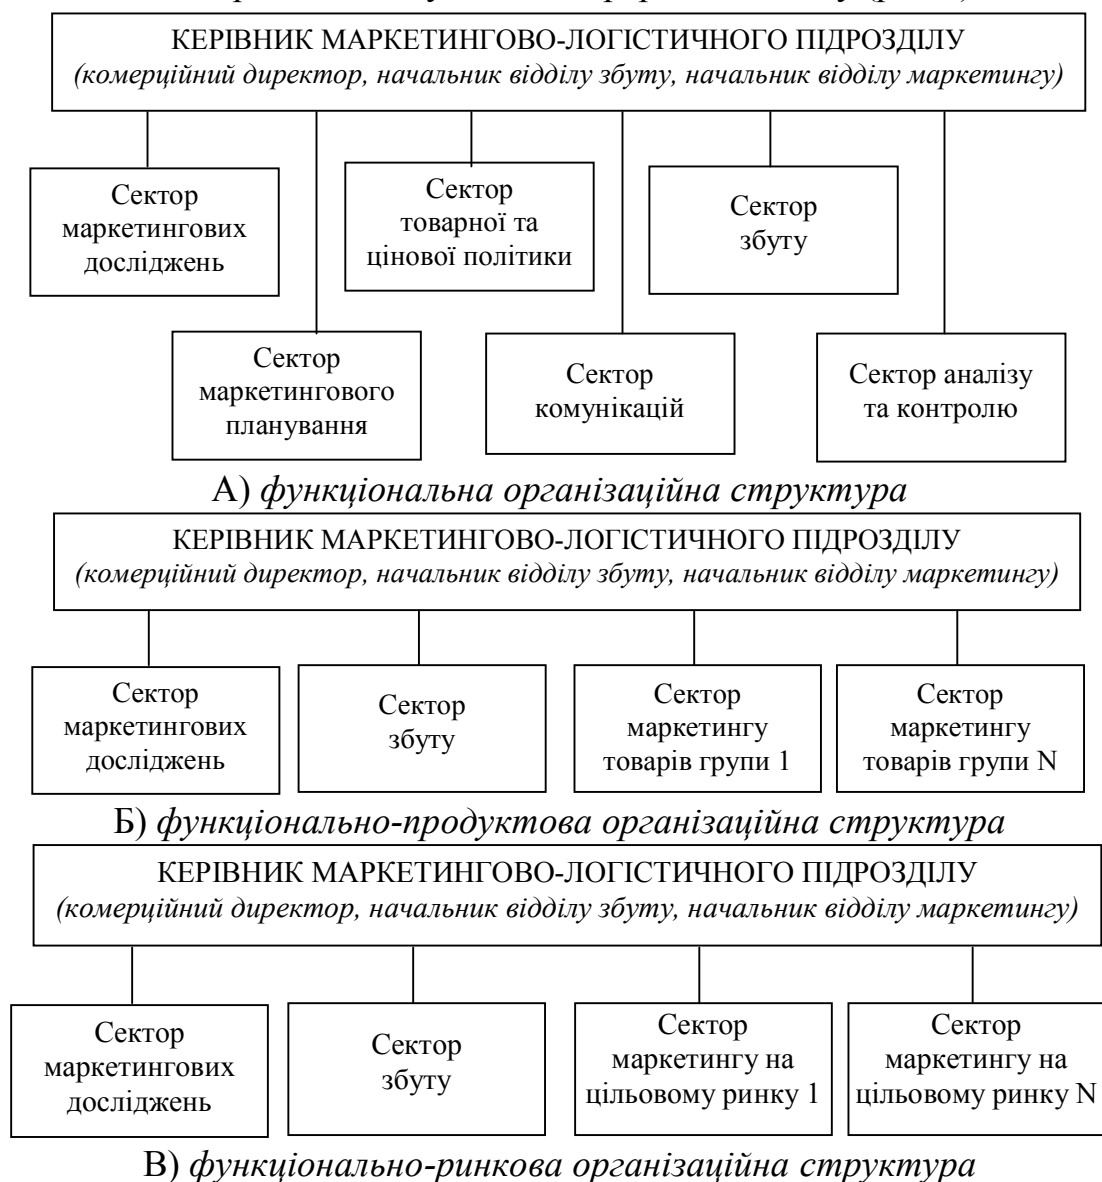 КЕРІВНИК МАРКЕТИНГОВО-ЛОГІСТИЧНОГО ПІДРОЗДІЛУ
(комерційний директор, начальник відділу збуту, начальник відділу маркетингу)
Сектор
маркетингових
досліджень
Сектор
товарної та
цінової політики
Сектор
збуту
Сектор
маркетингового
планування
Сектор
комунікацій
Сектор аналізу
та контролю
А) функціональна організаційна структура
КЕРІВНИК МАРКЕТИНГОВО-ЛОГІСТИЧНОГО ПІДРОЗДІЛУ
(комерційний директор, начальник відділу збуту, начальник відділу маркетингу)
Сектор
маркетингових
досліджень
Сектор
збуту
Сектор
маркетингу
товарів групи 1
Сектор
маркетингу
товарів групи N
Б) функціонально-продуктова організаційна структура
КЕРІВНИК МАРКЕТИНГОВО-ЛОГІСТИЧНОГО ПІДРОЗДІЛУ
(комерційний директор, начальник відділу збуту, начальник відділу маркетингу)
Сектор
маркетингових
досліджень
Сектор
збуту
Сектор
маркетингу на
цільовому ринку 1
Сектор
маркетингу на
цільовому ринку N
В) функціонально-ринкова організаційна структура